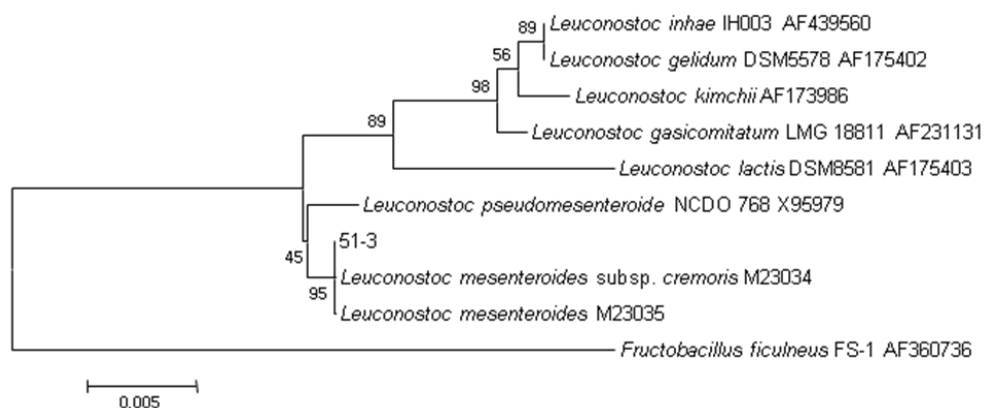 89
Leuconostoc inhae IH003 AF439560
56
Leuconostoc gelidum DSM5578 AF175402
98
Leuconostoc kimchii AF173986
89
Leuconostoc gasicomitatum LMG 18811 AF231131
Leuconostoc lactis DSM8581 AF175403
Leuconostoc pseudomesenteroide NCDO 768 X95979
51-3
45
Leuconostoc mesenteroides subsp. cremoris M23034
95
Leuconostoc mesenteroides M23035
Fructobacillus ficulneus FS-1 AF360736
0.005